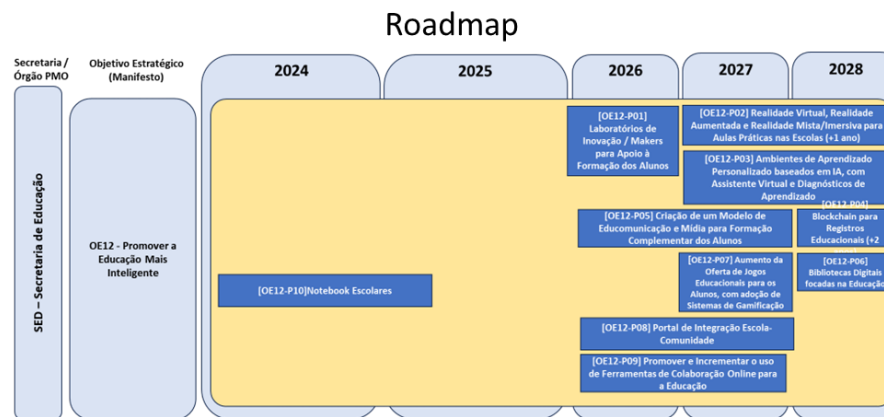 Roadmap
Secretaria /
Órgão PMO
Objetivo Estratégico
(Manifesto)
2024
2025
2026
2027
2028
SED – Secretaria de Educação
OE12 - Promover a
Educação Mais
Inteligente
[OE12-P01]
Laboratórios de
Inovação / Makers
para Apoio à
Formação dos Alunos
[OE12-P02] Realidade Virtual, Realidade
Aumentada e Realidade Mista/Imersiva para
Aulas Práticas nas Escolas (+1 ano)
[OE12-P03] Ambientes de Aprendizado
Personalizado baseados em IA, com
Assistente Virtual e Diagnósticos de
Aprendizado
[OE12-P04]
Blockchain para
Registros
Educacionais (+2
[OE12-P05] Criação de um Modelo de
Educomunicação e Mídia para Formação
Complementar dos Alunos
[OE12-P06]
Bibliotecas Digitais
focadas na Educação
[OE12-P07] Aumento da
Oferta de Jogos
Educacionais para os
Alunos, com adoção de
Sistemas de Gamificação
[OE12-P10]Notebook Escolares
[OE12-P08] Portal de Integração Escola-
Comunidade
[OE12-P09] Promover e Incrementar o uso
de Ferramentas de Colaboração Online para
a Educação